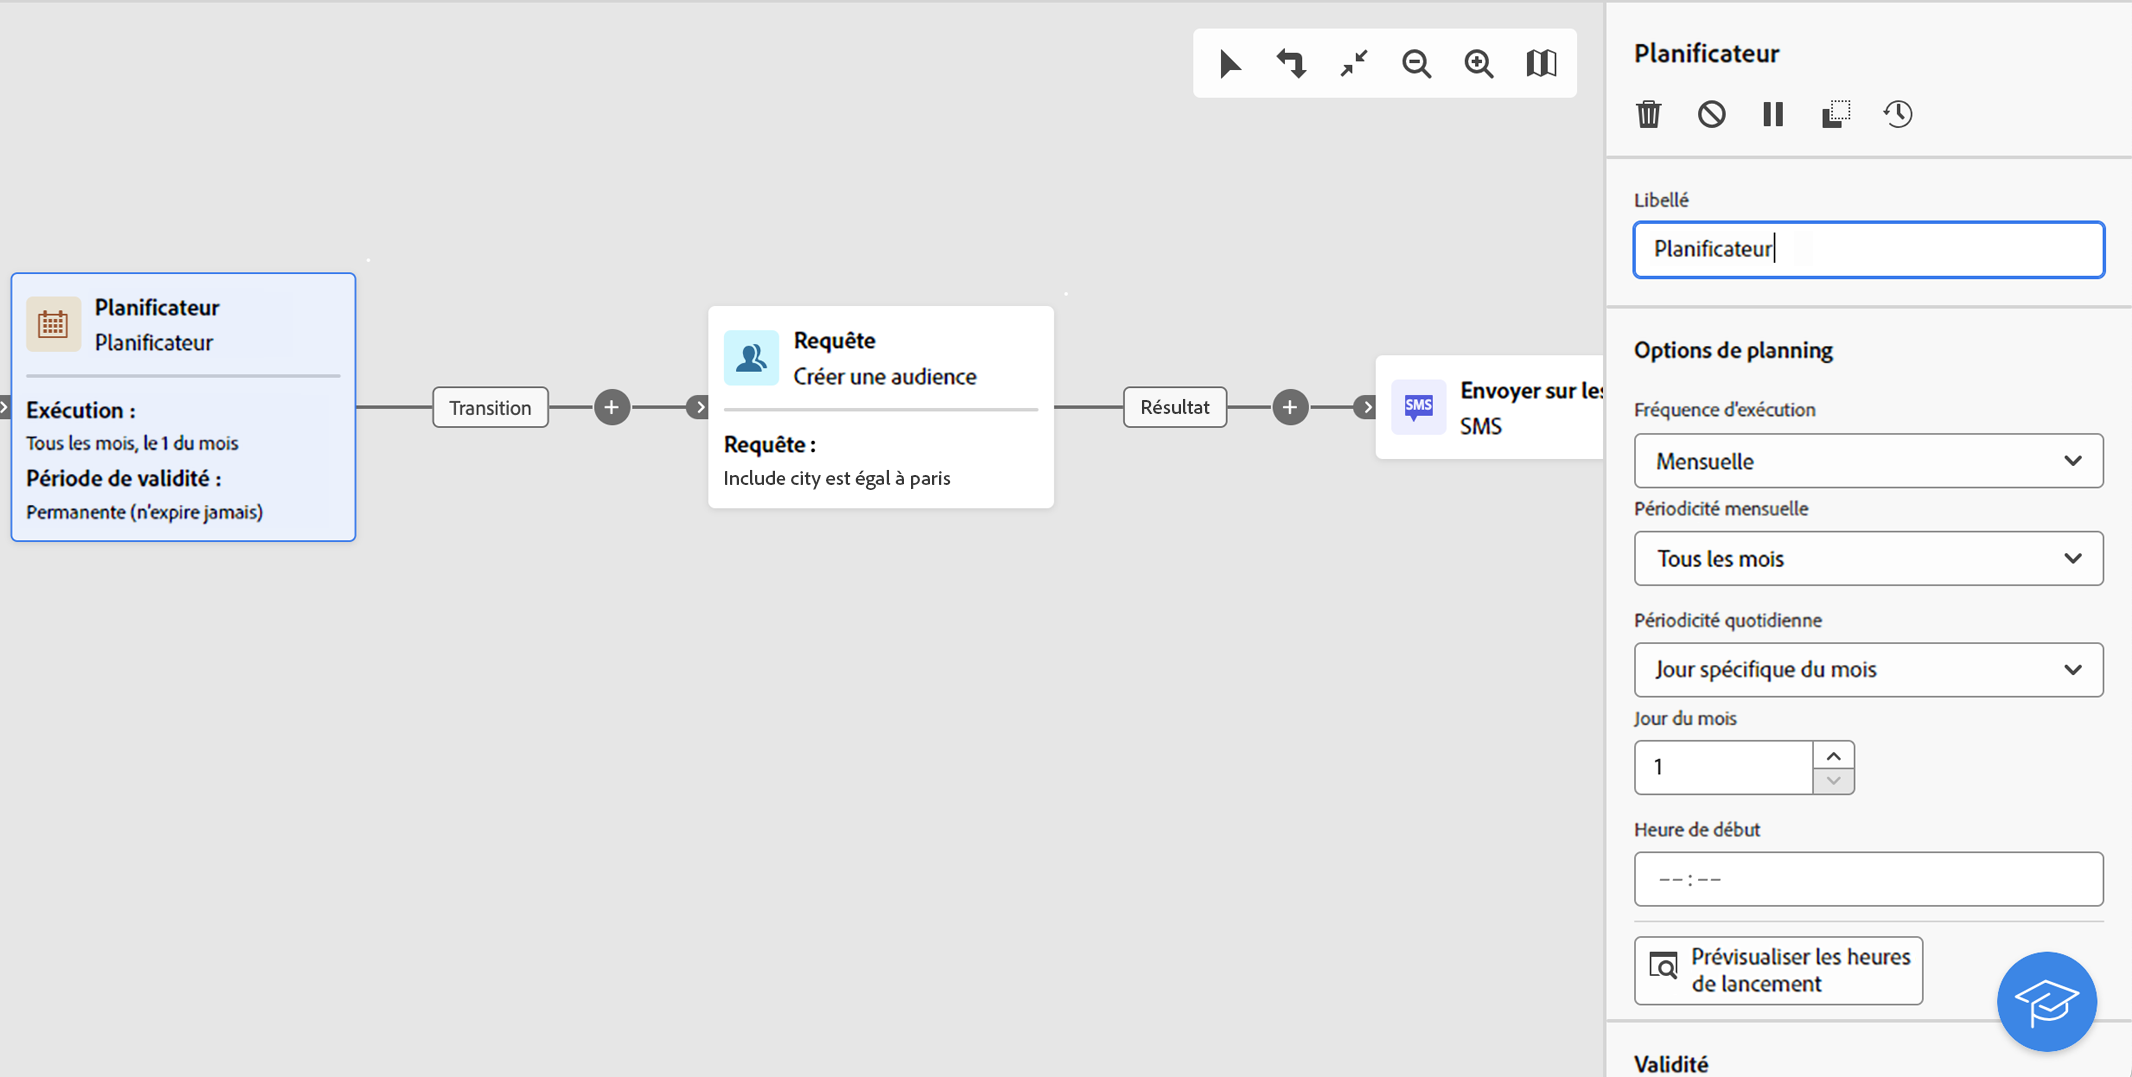 Planificateur
Planificateur
Exécution :
Tous les mois, le 1 du mois
Période de validité :
Permanente (n'expire jamais)
Transition
Requête
Créer une audience
Requête :
Include city est égal à paris
Résultat
SMS
Envoyer sur les
SMS
Planificateur
Libellé
Planificateur
Options de planning
Fréquence d'exécution
Mensuelle
Périodicité mensuelle
Tous les mois
Périodicité quotidienne
Jour spécifique du mois
Jour du mois
1
Heure de début
--:--
Prévisualiser les heures
de lancement
Validité